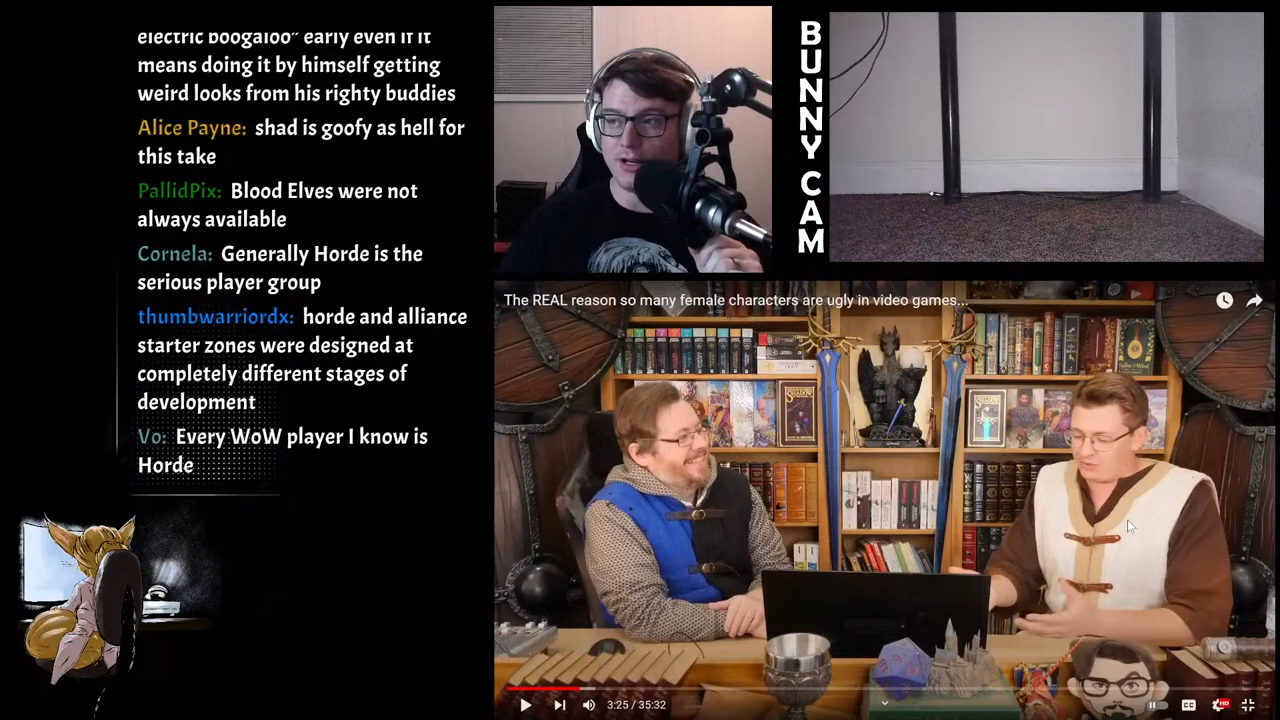 electric boogaloo" early even if it
means doing it by himself getting
weird looks from his righty buddies
Alice Payne: shad is goofy as hell for
this take
PallidPix: Blood Elves were not
always available
Cornela: Generally Horde is the
serious player group
thumbwarriordx: horde and alliance
starter zones were designed at
completely different stages of
development
Vo: Every WoW player I know is
Horde
BUNNY CAM
The REAL reason so many female characters are ugly in video games...
3:25 / 35:32
CC
HD